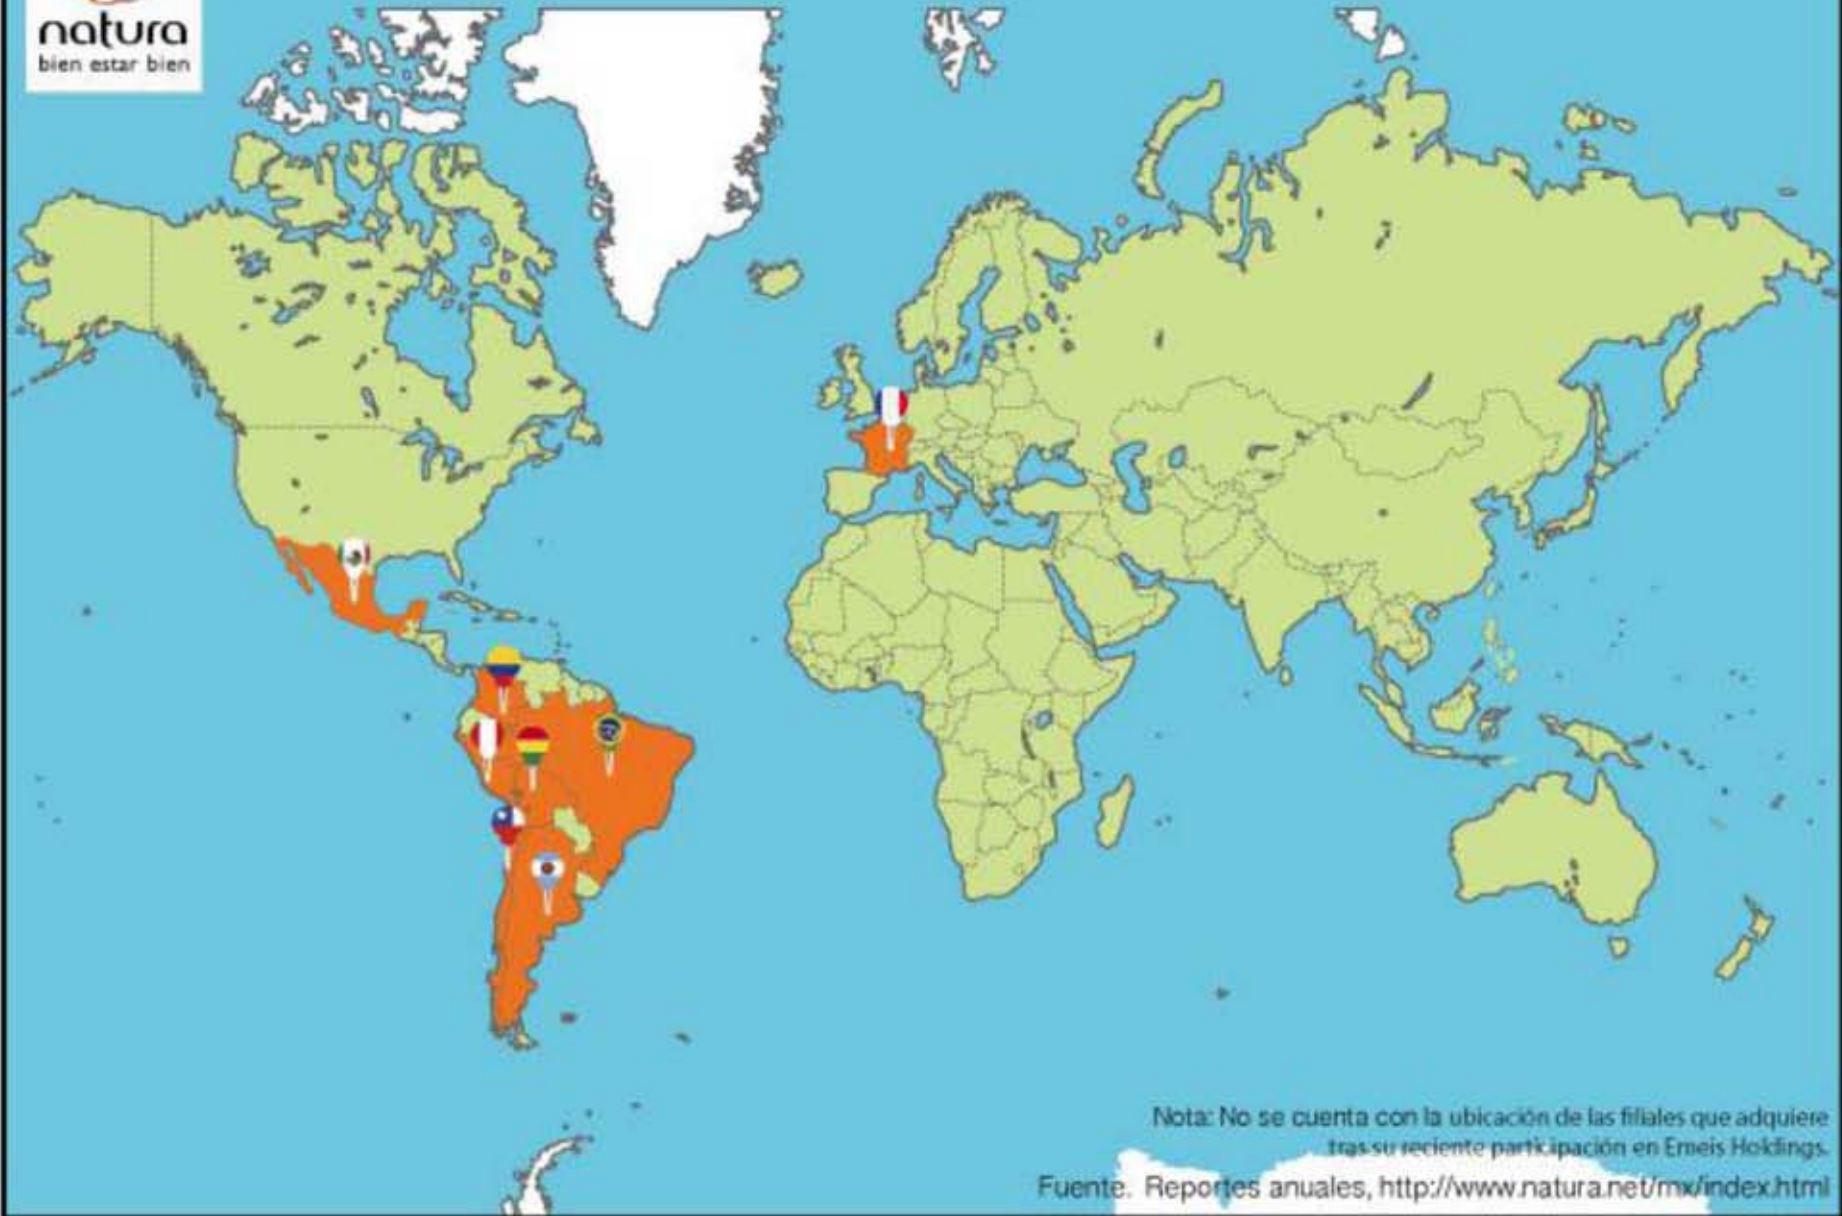 natura
bien estar bien
Nota: No se cuenta con la ubicación de las filiales que adquiere
tras su reciente participación en Emeis Holdings.
Fuente. Reportes anuales, http://www.natura.net/mx/index.html